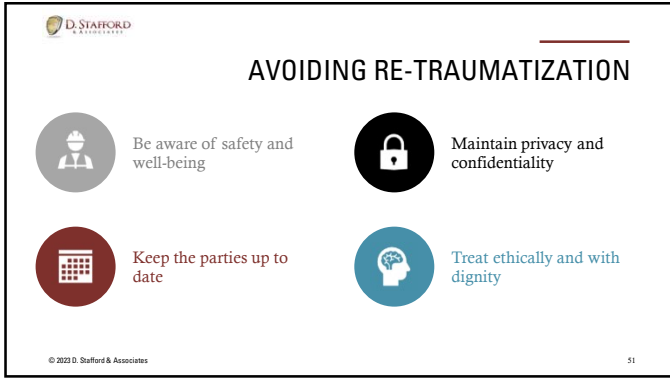 D. STAFFORD
& ASSOCIATES
AVOIDING RE-TRAUMATIZATION
Be aware of safety and
well-being
Maintain privacy and
confidentiality
Keep the parties up to
date
Treat ethically and with
dignity
© 2023 D. Stafford & Associates
51